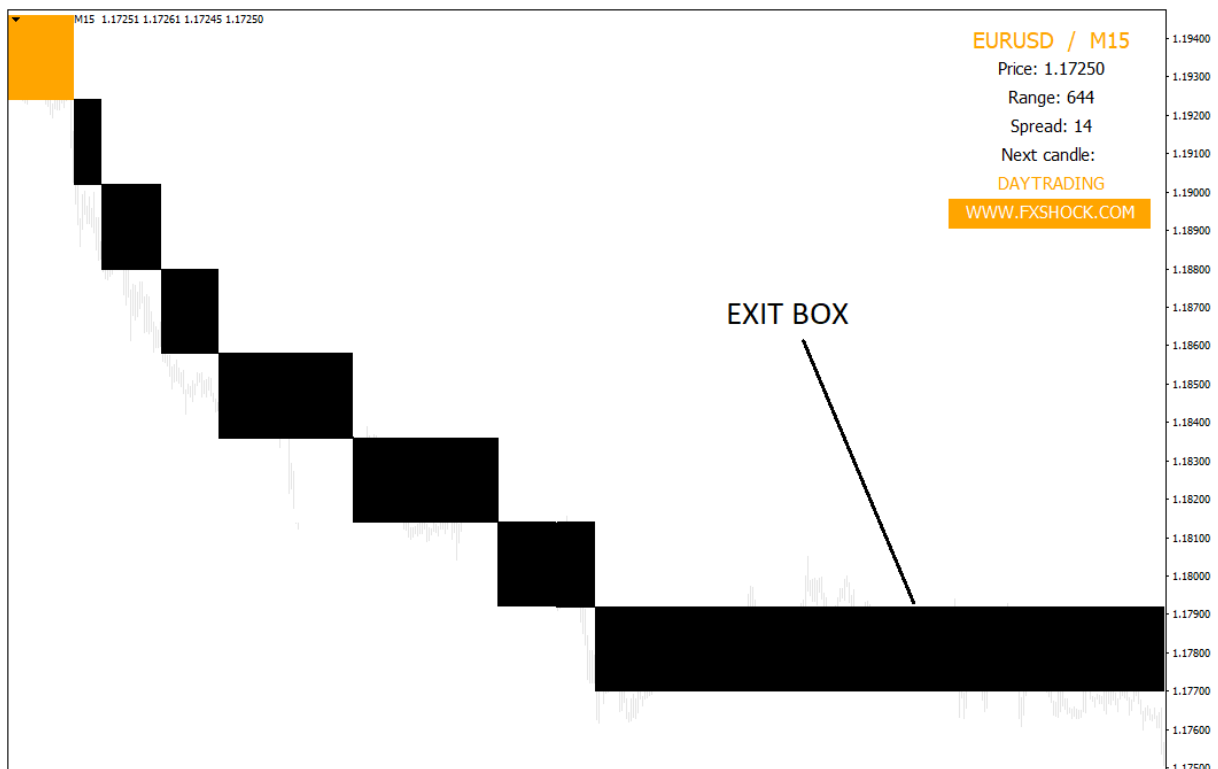 M15 1.17251 1.17261 1.17245 1.17250
EURUSD / M15
Price: 1.17250
Range: 644
Spread: 14
Next candle:
DAYTRADING
WWW.FXSHOCK.COM
EXIT BOX
1.19400
1.19300
1.19200
1.19100
1.19000
1.18900
1.18800
1.18700
1.18600
1.18500
1.18400
1.18300
1.18200
1.18100
1.18000
1.17900
1.17800
1.17700
1.17600
1.17500